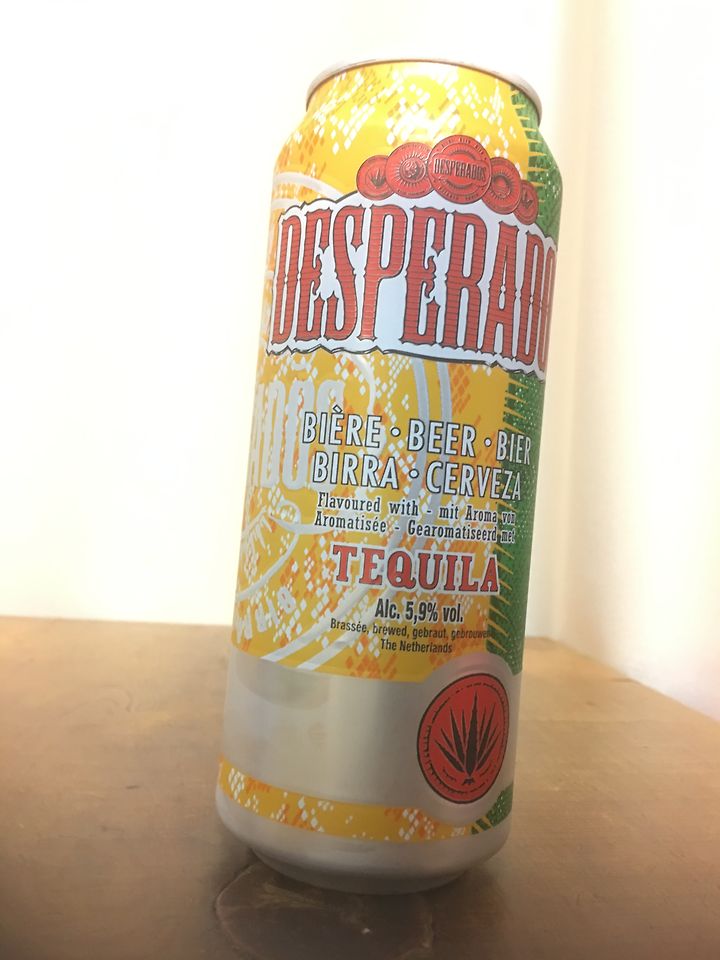 DESPERADOS
DESPERADO
BIÈRE · BEER · BIER
BIRRA · CERVEZA
Flavoured with - mit Aroma von
Aromatisée - Gearomatiseerd met
TEQUILA
Alc. 5,9% vol.
Brassée, brewed, gebraut, gebrouwen
The Netherlands